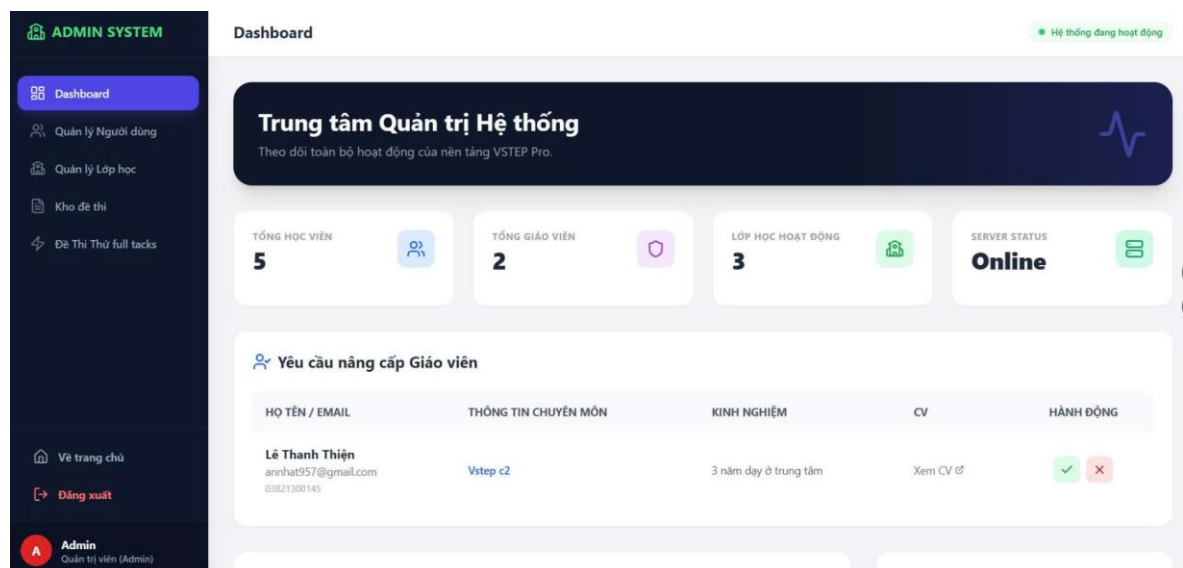 ADMIN SYSTEM
Dashboard
Hệ thống đang hoạt động
Dashboard
Quản lý Người dùng
Quản lý Lớp học
Kho đề thi
Đề Thi Thử full tacks
Về trang chủ
Đăng xuất
A
Admin
Quản trị viên (Admin)
Trung tâm Quản trị Hệ thống
Theo dõi toàn bộ hoạt động của nền tảng VSTEP Pro.
TỔNG HỌC VIÊN
5
TỔNG GIÁO VIÊN
2
LỚP HỌC HOẠT ĐỘNG
3
SERVER STATUS
Online
Yêu cầu nâng cấp Giáo viên
HỌ TÊN / EMAIL THÔNG TIN CHUYÊN MÔN KINH NGHIỆM CV HÀNH ĐỘNG
Lê Thanh Thiện
annhat957@gmail.com Vstep c2 3 năm dạy ở trung tâm Xem CV
03821300145